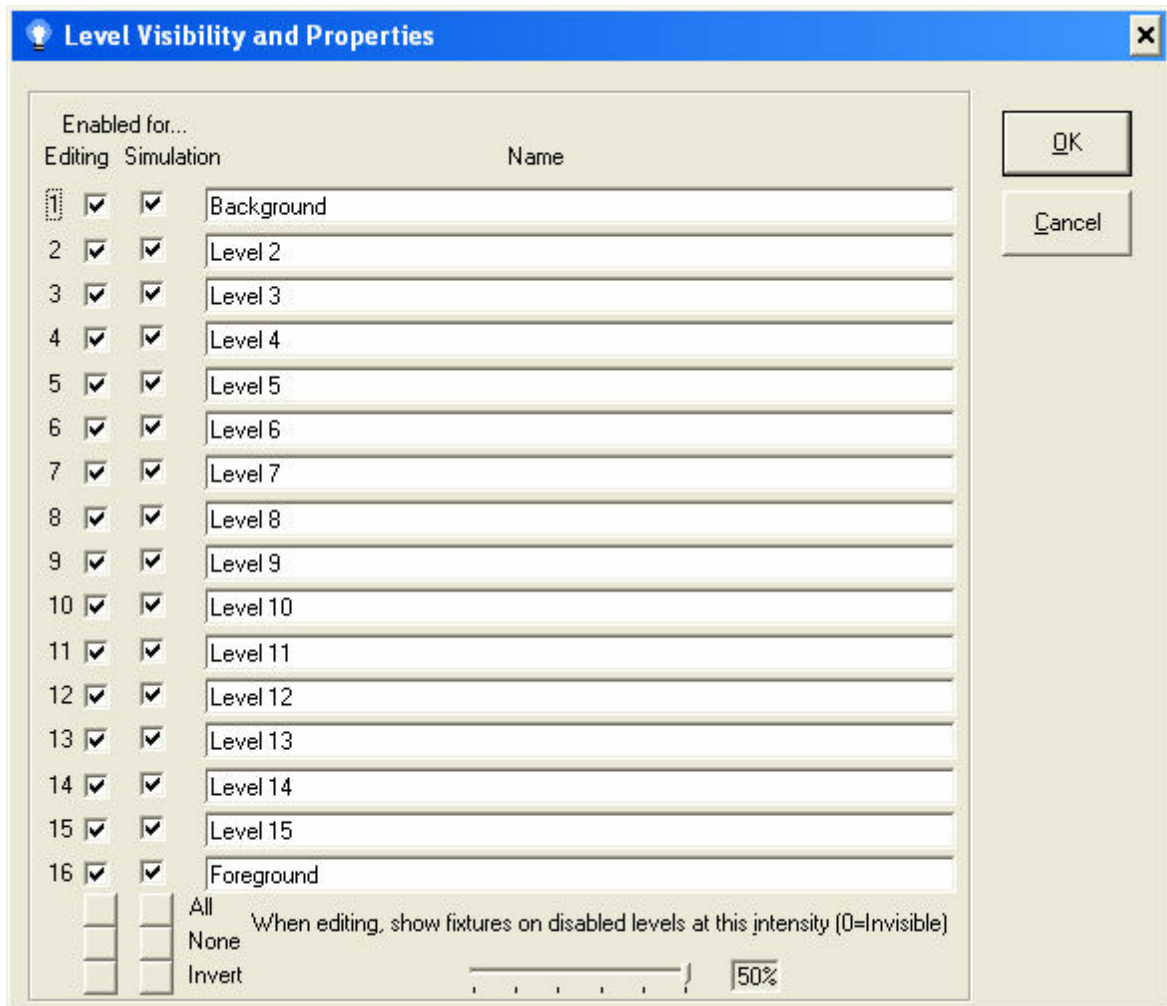 Level Visibility and Properties
Enabled for...
Editing Simulation Name
1 Background
2 Level 2
3 Level 3
4 Level 4
5 Level 5
6 Level 6
7 Level 7
8 Level 8
9 Level 9
10 Level 10
11 Level 11
12 Level 12
13 Level 13
14 Level 14
15 Level 15
16 Foreground
All
None
Invert
When editing, show fixtures on disabled levels at this intensity (0=Invisible)
50%
OK
Cancel